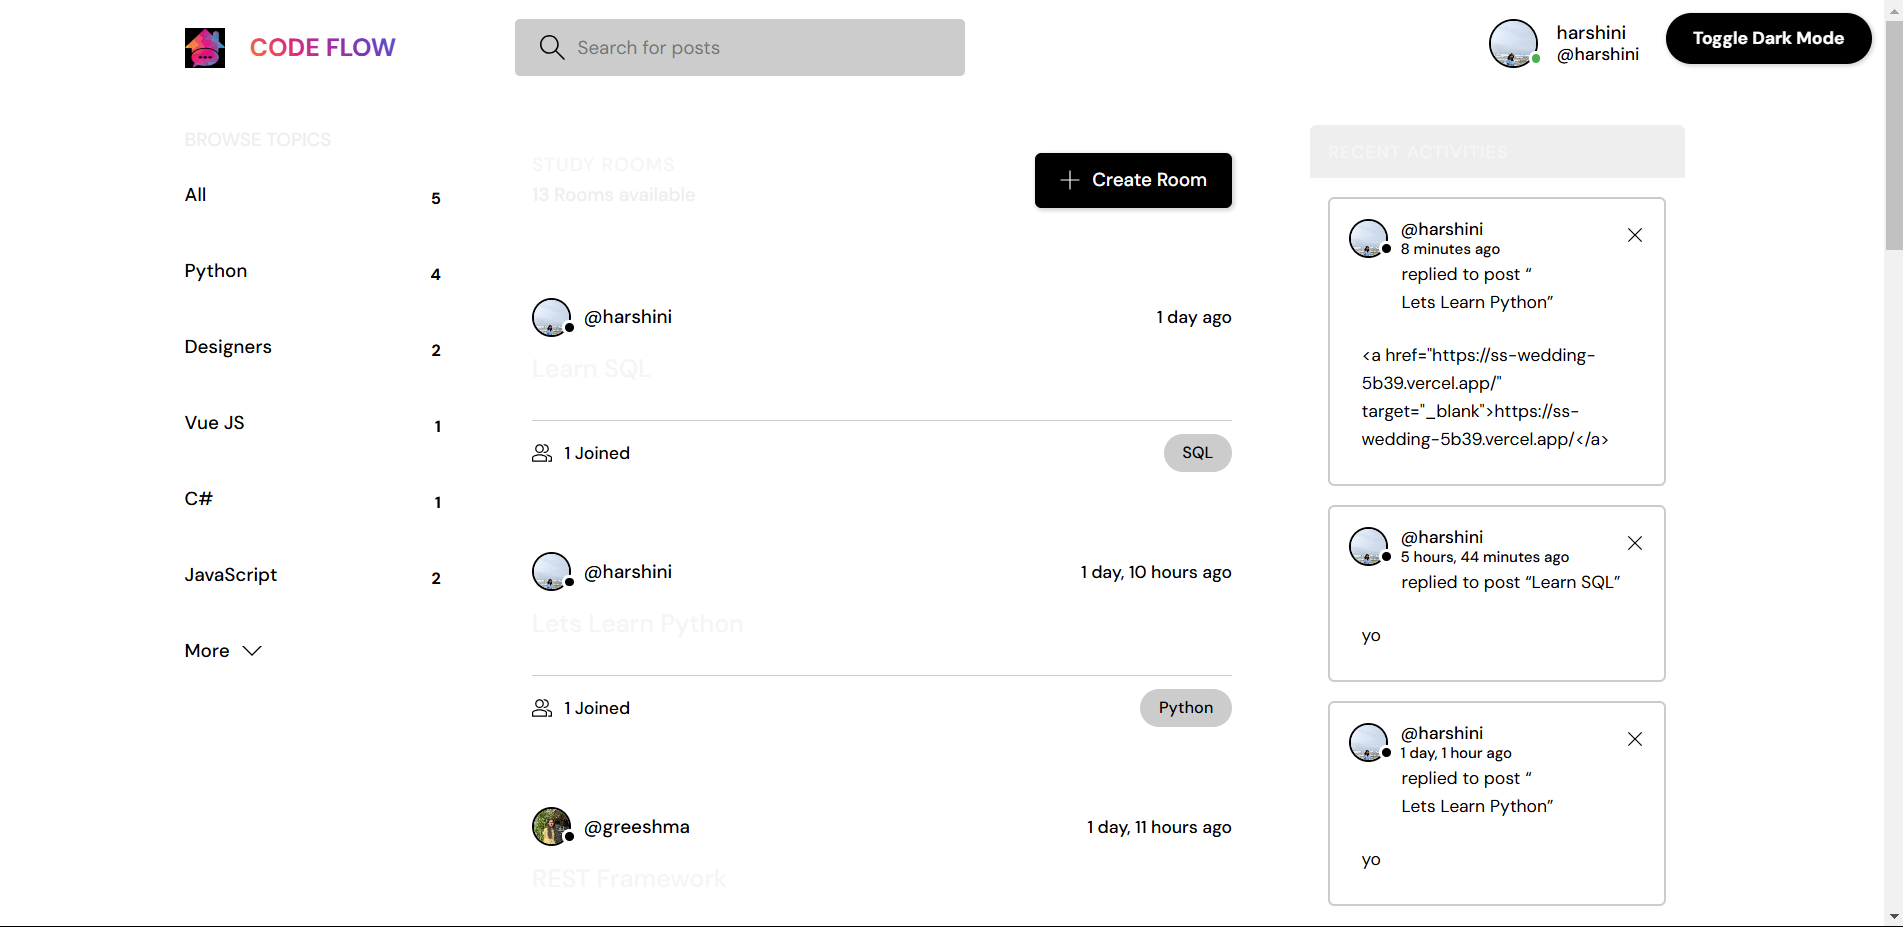 CODE FLOW
Search for posts
harshini
@harshini
Toggle Dark Mode
BROWSE TOPICS
All 5
Python 4
Designers 2
Vue JS 1
C# 1
JavaScript 2
More
STUDY ROOMS
13 Rooms available
Create Room
@harshini 1 day ago
Learn SQL
1 Joined SQL
@harshini 1 day, 10 hours ago
Lets Learn Python
1 Joined Python
@greeshma 1 day, 11 hours ago
REST Framework
RECENT ACTIVITIES
@harshini
8 minutes ago
replied to post “
Lets Learn Python”
<a href="https://ss-wedding-
5b39.vercel.app/"
target="_blank">https://ss-
wedding-5b39.vercel.app/</a>
@harshini
5 hours, 44 minutes ago
replied to post “Learn SQL”
yo
@harshini
1 day, 1 hour ago
replied to post “
Lets Learn Python”
yo